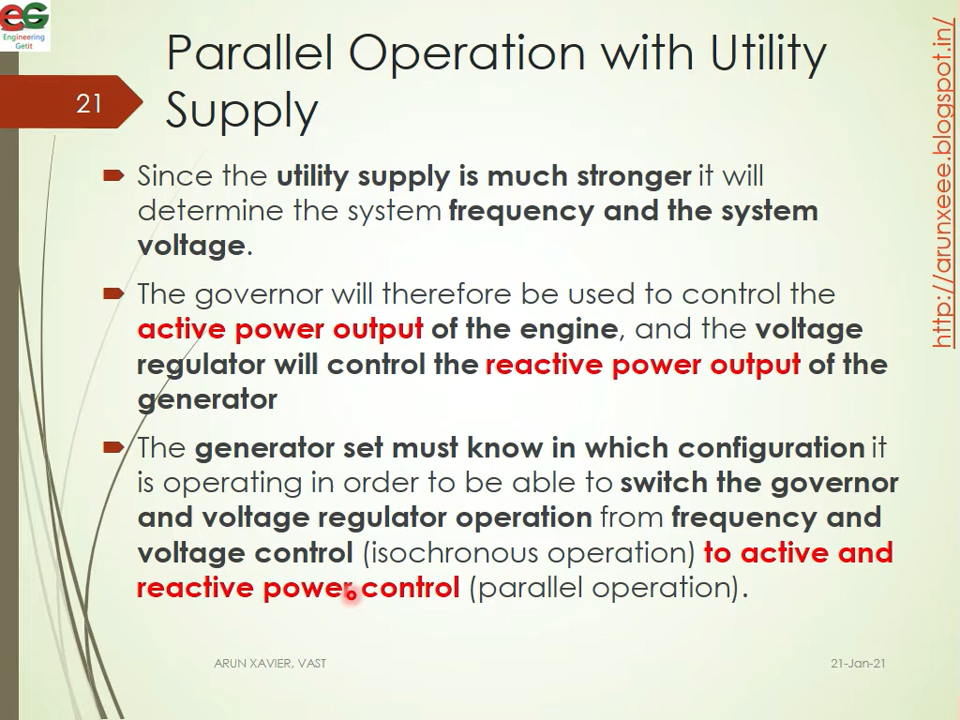 EG
Engineering
Getit
Parallel Operation with Utility
Supply
21
http://arunxeee.blogspot.in/
Since the utility supply is much stronger it will
determine the system frequency and the system
voltage.
The governor will therefore be used to control the
active power output of the engine, and the voltage
regulator will control the reactive power output of the
generator
The generator set must know in which configuration it
is operating in order to be able to switch the governor
and voltage regulator operation from frequency and
voltage control (isochronous operation) to active and
reactive power control (parallel operation).
ARUN XAVIER, VAST
21-Jan-21